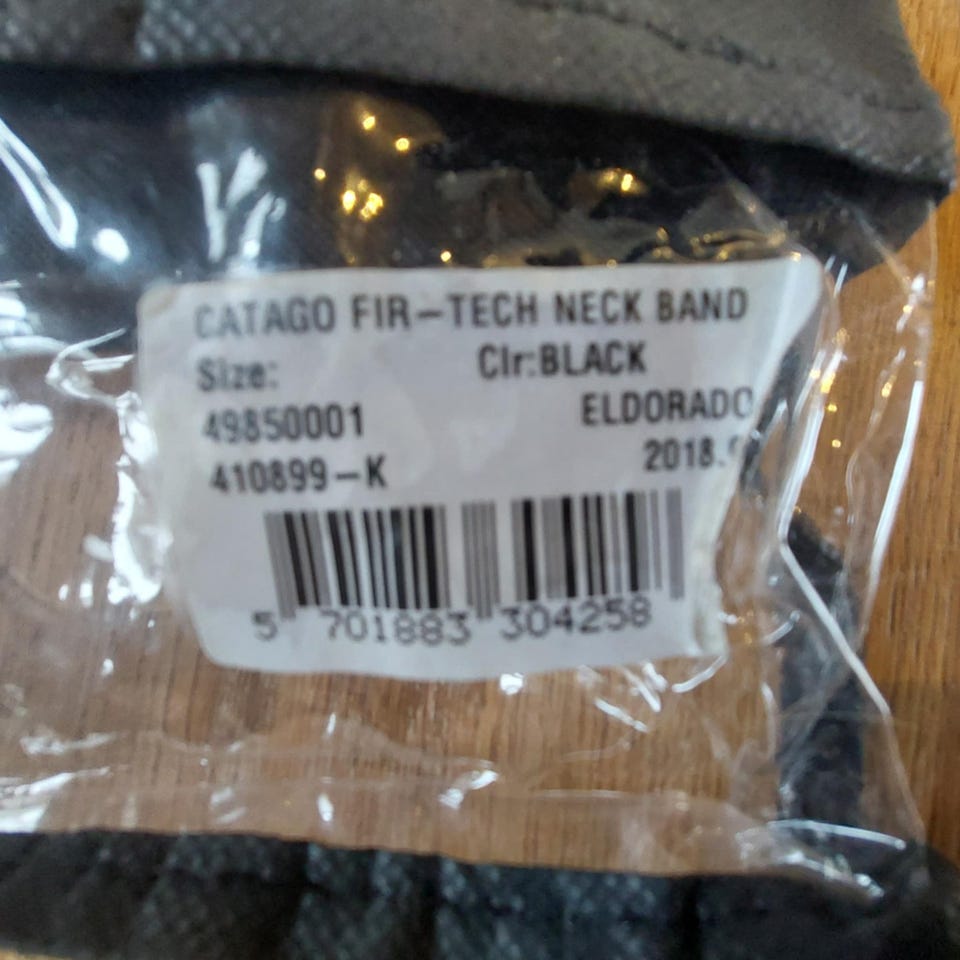 CATAGO FIR-TECH NECK BAND
Size: Clr:BLACK
49850001 ELDORADO
410899-K 2018.
5 701883 304258